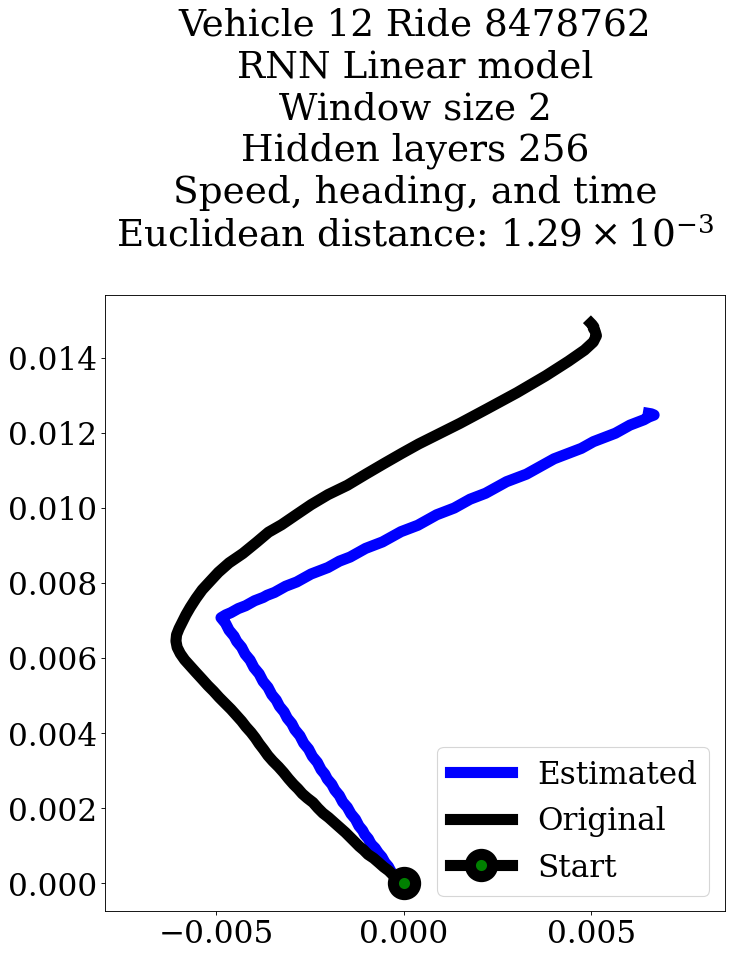 Vehicle 12 Ride 8478762
RNN Linear model
Window size 2
Hidden layers 256
Speed, heading, and time
Euclidean distance: 1.29 × 10⁻³
0.014
0.012
0.010
0.008
0.006
0.004
0.002
0.000
Estimated
Original
Start
−0.005 0.000 0.005